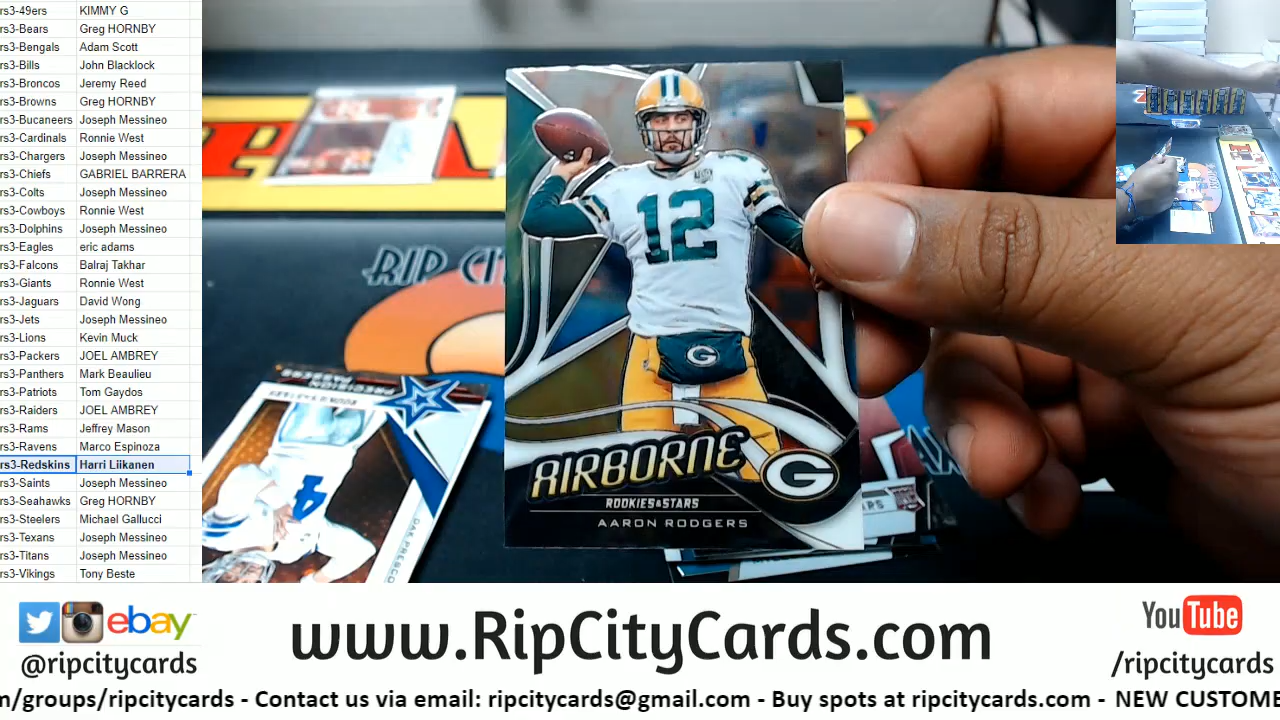 rs3-49ers KIMMY G
rs3-Bears Greg HORNBY
rs3-Bengals Adam Scott
rs3-Bills John Blacklock
rs3-Broncos Jeremy Reed
rs3-Browns Greg HORNBY
rs3-Bucaneers Joseph Messineo
rs3-Cardinals Ronnie West
rs3-Chargers Joseph Messineo
rs3-Chiefs GABRIEL BARRERA
rs3-Colts Joseph Messineo
rs3-Cowboys Ronnie West
rs3-Dolphins Joseph Messineo
rs3-Eagles eric adams
rs3-Falcons Balraj Takhar
rs3-Giants Ronnie West
rs3-Jaguars David Wong
rs3-Jets Joseph Messineo
rs3-Lions Kevin Muck
rs3-Packers JOEL AMBREY
rs3-Panthers Mark Beaulieu
rs3-Patriots Tom Gaydos
rs3-Raiders JOEL AMBREY
rs3-Rams Jeffrey Mason
rs3-Ravens Marco Espinoza
rs3-Redskins Harri Liikanen
rs3-Saints Joseph Messineo
rs3-Seahawks Greg HORNBY
rs3-Steelers Michael Gallucci
rs3-Texans Joseph Messineo
rs3-Titans Joseph Messineo
rs3-Vikings Tony Beste
RIP CIT
12
12
G
AIRBORNE
G
ROOKIES&STARS
AARON RODGERS
4
DAK PRESCO
ebay
@ripcitycards
www.RipCityCards.com
YouTube
/ripcitycards
m/groups/ripcitycards - Contact us via email: ripcitycards@gmail.com - Buy spots at ripcitycards.com - NEW CUSTOME